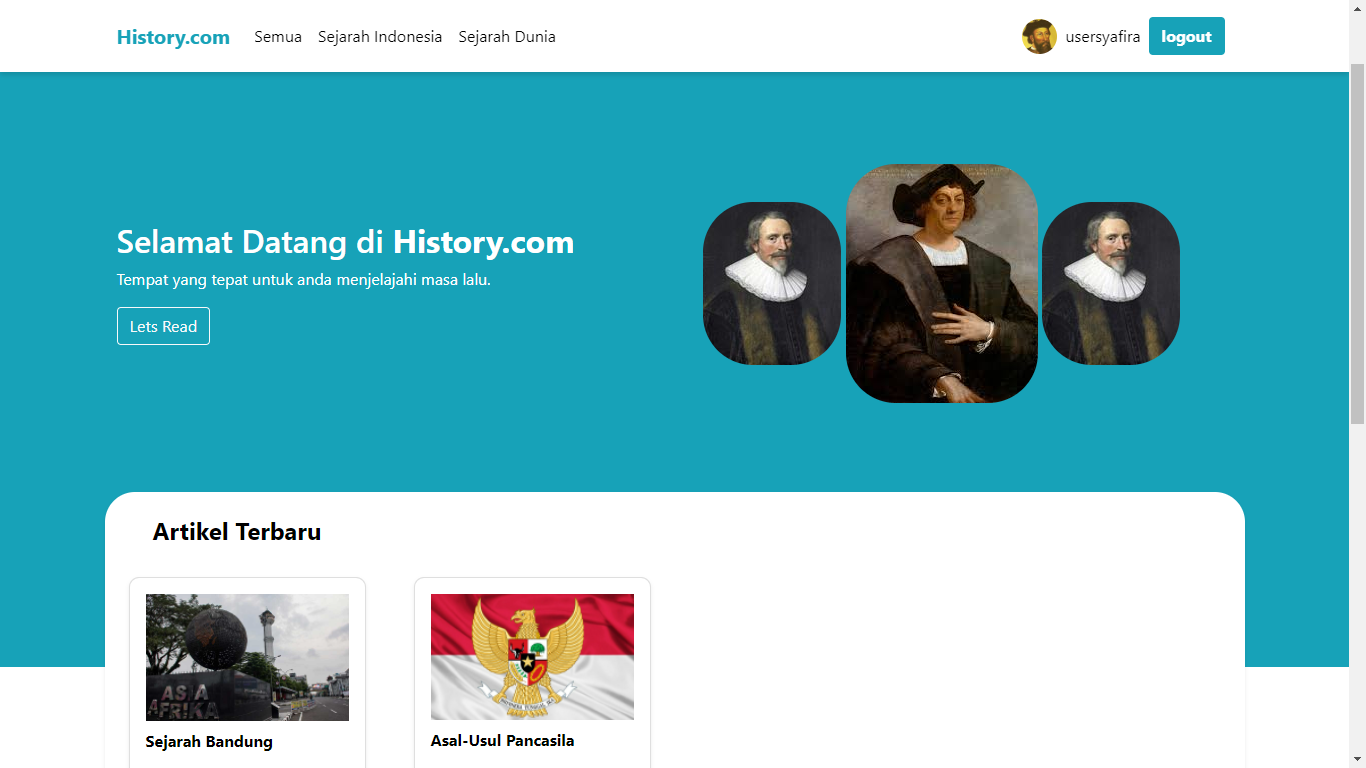 History.com Semua Sejarah Indonesia Sejarah Dunia usersyafira logout
Selamat Datang di History.com
Tempat yang tepat untuk anda menjelajahi masa lalu.
Lets Read
Artikel Terbaru
ASIA
AFRIKA
Sejarah Bandung
Asal-Usul Pancasila